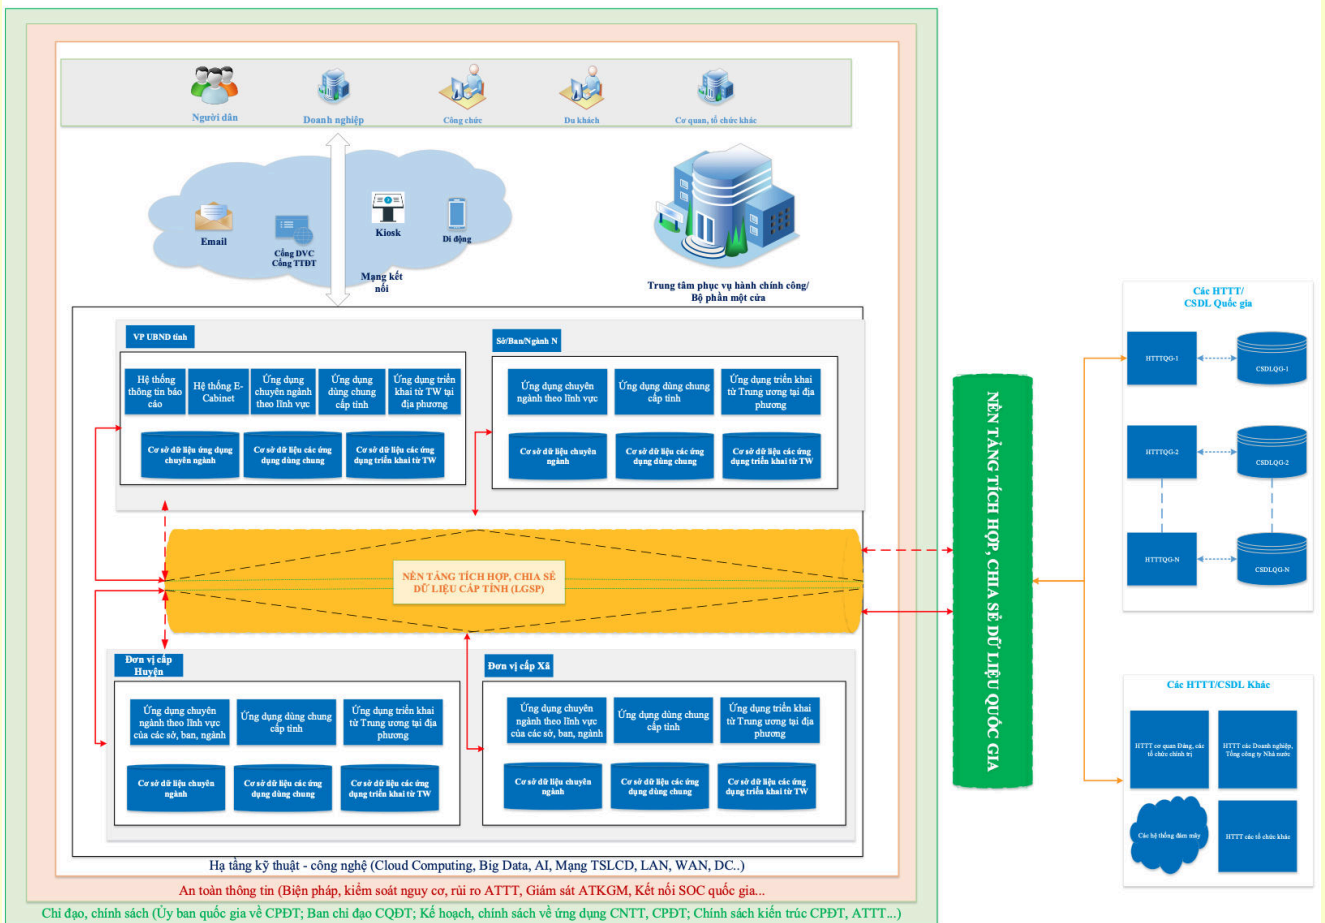 Người dân
Doanh nghiệp
Công chức
Du khách
Cơ quan, tổ chức khác
Email
Cổng DVC
Cổng TTĐT
Kiosk
Di động
Mạng kết
nối
Trung tâm phục vụ hành chính công/
Bộ phần một cửa
VP UBND tỉnh
Hệ thống
thông tin báo
cáo
Hệ thống E-
Cabinet
Ứng dụng
chuyên ngành
theo lĩnh vực
Ứng dụng
dùng chung
cấp tỉnh
Ứng dụng triển
khai từ TW tại
địa phương
Cơ sở dữ liệu ứng dụng
chuyên ngành
Cơ sở dữ liệu các ứng
dụng dùng chung
Cơ sở dữ liệu các ứng
dụng triển khai từ TW
Sở/Ban/Ngành N
Ứng dụng chuyên
ngành theo lĩnh vực
Ứng dụng dùng chung
cấp tỉnh
Ứng dụng triển khai
từ Trung ương tại địa
phương
Cơ sở dữ liệu chuyên
ngành
Cơ sở dữ liệu các ứng
dụng dùng chung
Cơ sở dữ liệu các ứng
dụng triển khai từ TW
NỀN TẢNG TÍCH HỢP, CHIA SẺ
DỮ LIỆU CẤP TỈNH (LGSP)
Đơn vị cấp
Huyện
Ứng dụng chuyên
ngành theo lĩnh vực
của các sở, ban, ngành
Ứng dụng dùng chung
cấp tỉnh
Ứng dụng triển khai
từ Trung ương tại địa
phương
Cơ sở dữ liệu chuyên
ngành
Cơ sở dữ liệu các ứng
dụng dùng chung
Cơ sở dữ liệu các ứng
dụng triển khai từ TW
Đơn vị cấp Xã
Ứng dụng chuyên
ngành theo lĩnh vực
của các sở, ban, ngành
Ứng dụng dùng chung
cấp tỉnh
Ứng dụng triển khai
từ Trung ương tại địa
phương
Cơ sở dữ liệu chuyên
ngành
Cơ sở dữ liệu các ứng
dụng dùng chung
Cơ sở dữ liệu các ứng
dụng triển khai từ TW
Hạ tầng kỹ thuật - công nghệ (Cloud Computing, Big Data, AI, Mạng TSLCD, LAN, WAN, DC..)
An toàn thông tin (Biện pháp, kiểm soát nguy cơ, rủi ro ATTT, Giám sát ATKGM, Kết nối SOC quốc gia...
Chỉ đạo, chính sách (Ủy ban quốc gia về CPĐT; Ban chỉ đạo CQĐT; Kế hoạch, chính sách về ứng dụng CNTT, CPĐT; Chính sách kiến trúc CPĐT, ATTT...)
NỀN TẢNG TÍCH HỢP, CHIA SẺ DỮ LIỆU QUỐC GIA
Các HTTT/
CSDL Quốc gia
HTTTQG-1
CSDLQG-1
HTTTQG-2
CSDLQG-2
HTTTQG-N
CSDLQG-N
Các HTTT/CSDL Khác
HTTT cơ quan Đảng, các
tổ chức chính trị
HTTT các Doanh nghiệp,
Tổng công ty Nhà nước
Các hệ thống đám mây
HTTT các tổ chức khác